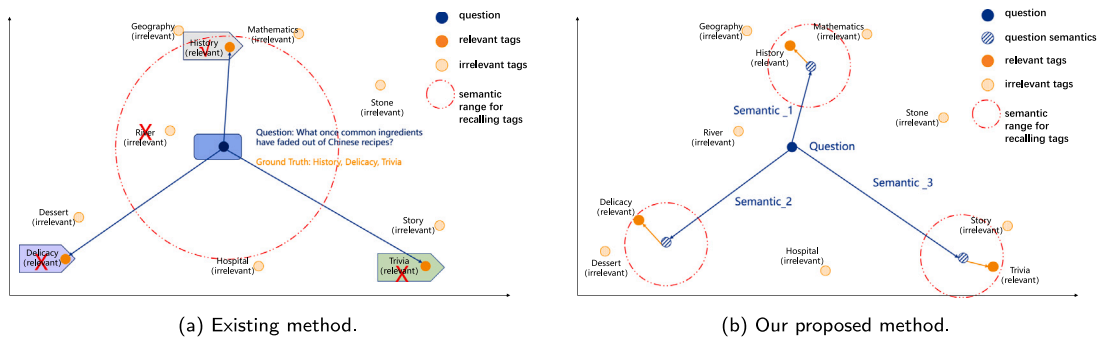 Geography
(irrelevant)
Mathematics
(irrelevant)
History
(relevant)
Stone
(irrelevant)
River
(irrelevant)
Question: What once common ingredients
have faded out of Chinese recipes?
Ground Truth: History, Delicacy, Trivia
Dessert
(irrelevant)
Story
(irrelevant)
Delicacy
(relevant)
Hospital
(irrelevant)
Trivia
(relevant)
question
relevant tags
irrelevant tags
semantic
range for
recalling tags
(a) Existing method.
Geography
(irrelevant)
Mathematics
(irrelevant)
History
(relevant)
Semantic _1
Stone
(irrelevant)
River
(irrelevant)
Question
Semantic _3
Semantic_2
Delicacy
(relevant)
Story
(irrelevant)
Dessert
(irrelevant)
Hospital
(irrelevant)
Trivia
(relevant)
question
question semantics
relevant tags
irrelevant tags
semantic
range for
recalling tags
(b) Our proposed method.